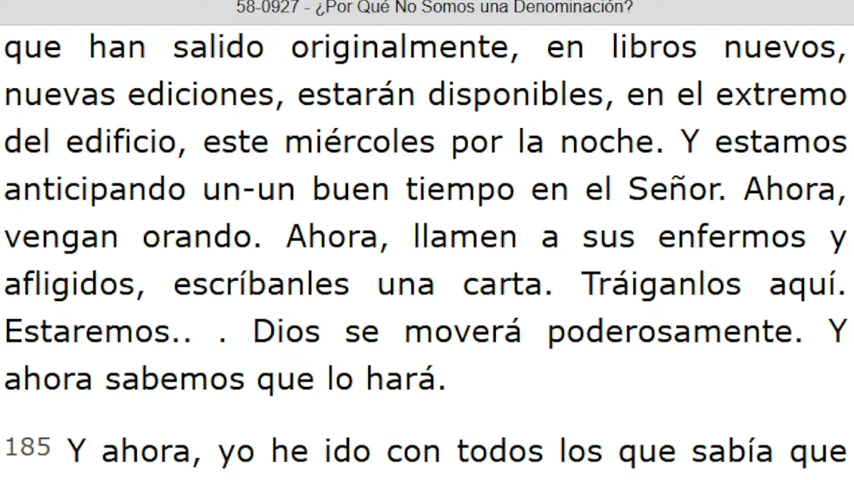 58-0927 - ¿Por Qué No Somos una Denominación?
que han salido originalmente, en libros nuevos,
nuevas ediciones, estarán disponibles, en el extremo
del edificio, este miércoles por la noche. Y estamos
anticipando un-un buen tiempo en el Señor. Ahora,
vengan orando. Ahora, llamen a sus enfermos y
afligidos, escríbanles una carta. Tráiganlos aquí.
Estaremos.. . Dios se moverá poderosamente. Y
ahora sabemos que lo hará.
185 Y ahora, yo he ido con todos los que sabía que